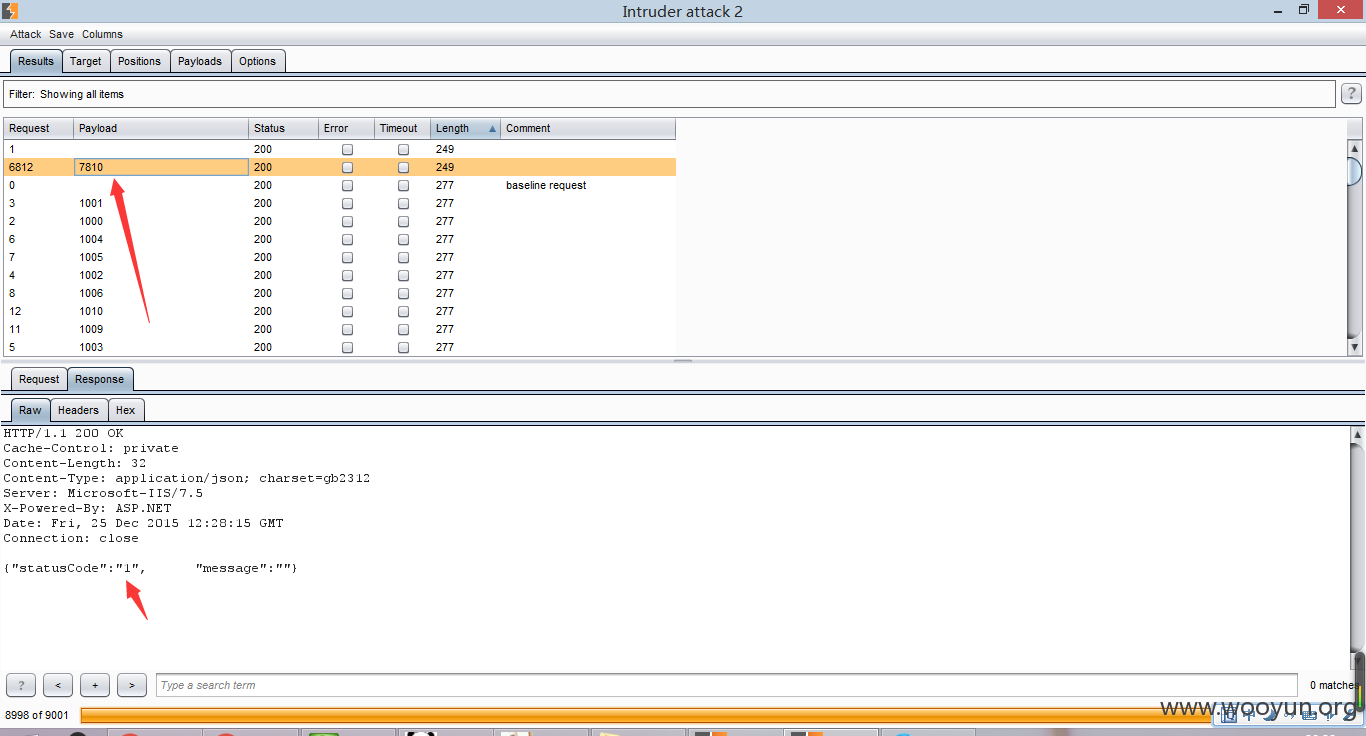 Intruder attack 2
Attack Save Columns
Results Target Positions Payloads Options
Filter: Showing all items ?
Request Payload Status Error Timeout Length Comment
1 200 249
6812 7810 200 249
0 200 277 baseline request
3 1001 200 277
2 1000 200 277
6 1004 200 277
7 1005 200 277
4 1002 200 277
8 1006 200 277
12 1010 200 277
11 1009 200 277
5 1003 200 277
Request Response
Raw Headers Hex
HTTP/1.1 200 OK
Cache-Control: private
Content-Length: 32
Content-Type: application/json; charset=gb2312
Server: Microsoft-IIS/7.5
X-Powered-By: ASP.NET
Date: Fri, 25 Dec 2015 12:28:15 GMT
Connection: close
{"statusCode":"1", "message":""}
? < + > Type a search term 0 matches
8998 of 9001
www.wooyun.org